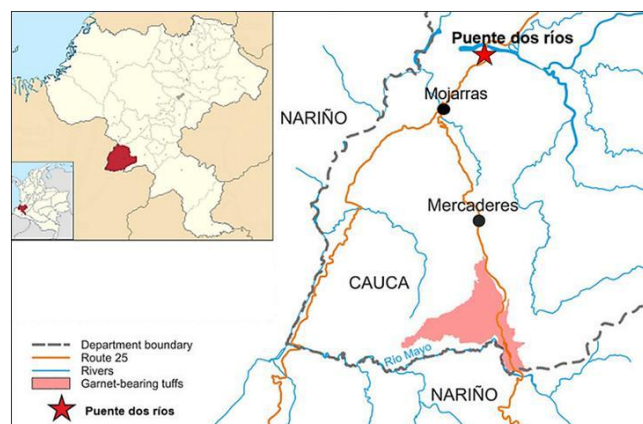 Puente dos ríos
NARIÑO
Mojarras
Mercaderes
CAUCA
Río Mayo
NARIÑO
Department boundary
Route 25
Rivers
Garnet-bearing tuffs
Puente dos ríos